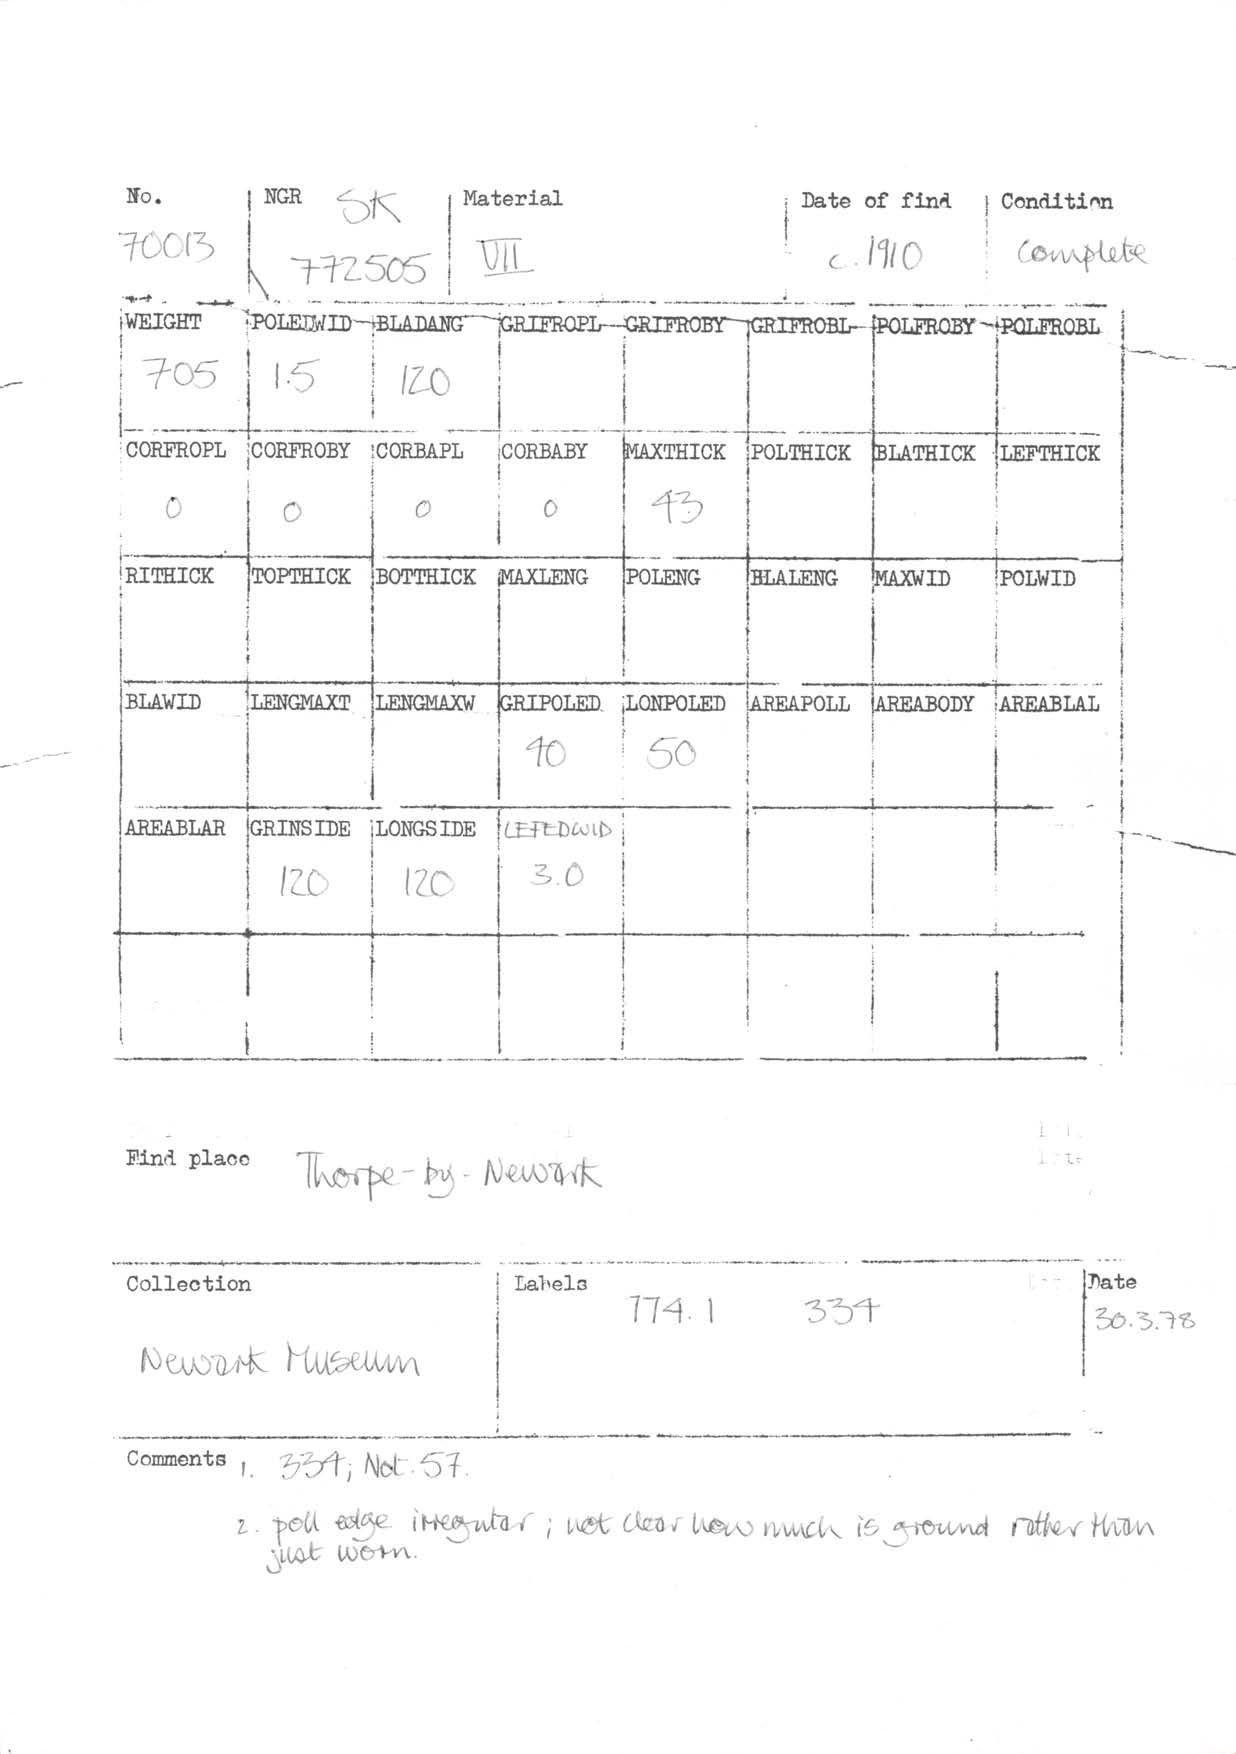 No. NGR SK Material Date of find Condition
70013 772505 VII c.1910 Complete
WEIGHT POLEDWID BLADANG GRIFROPL GRIFROBY GRIFROBL POLFROBY POLFROBL
705 1.5 120
CORFROPL CORFROBY CORBAPL CORBABY MAXTHICK POLTHICK BLATHICK LEFTHICK
0 0 0 0 43
RITHICK TOPTHICK BOTTHICK MAXLENG POLENG BLALENG MAXWID POLWID
BLAWID LENGMAXT LENGMAXW GRIPOLED LONPOLED AREAPOLL AREABODY AREABLAL
40 50
AREABLAR GRINSIDE LONGSIDE LEFEDWID
120 120 3.0
Find place Thorpe-by-Newark
Collection Labels Date
774.1 334 30.3.78
Newark Museum
Comments 1. 334; Not. 57.
2. poll edge irregular; not clear how much is ground rather than
just worn.